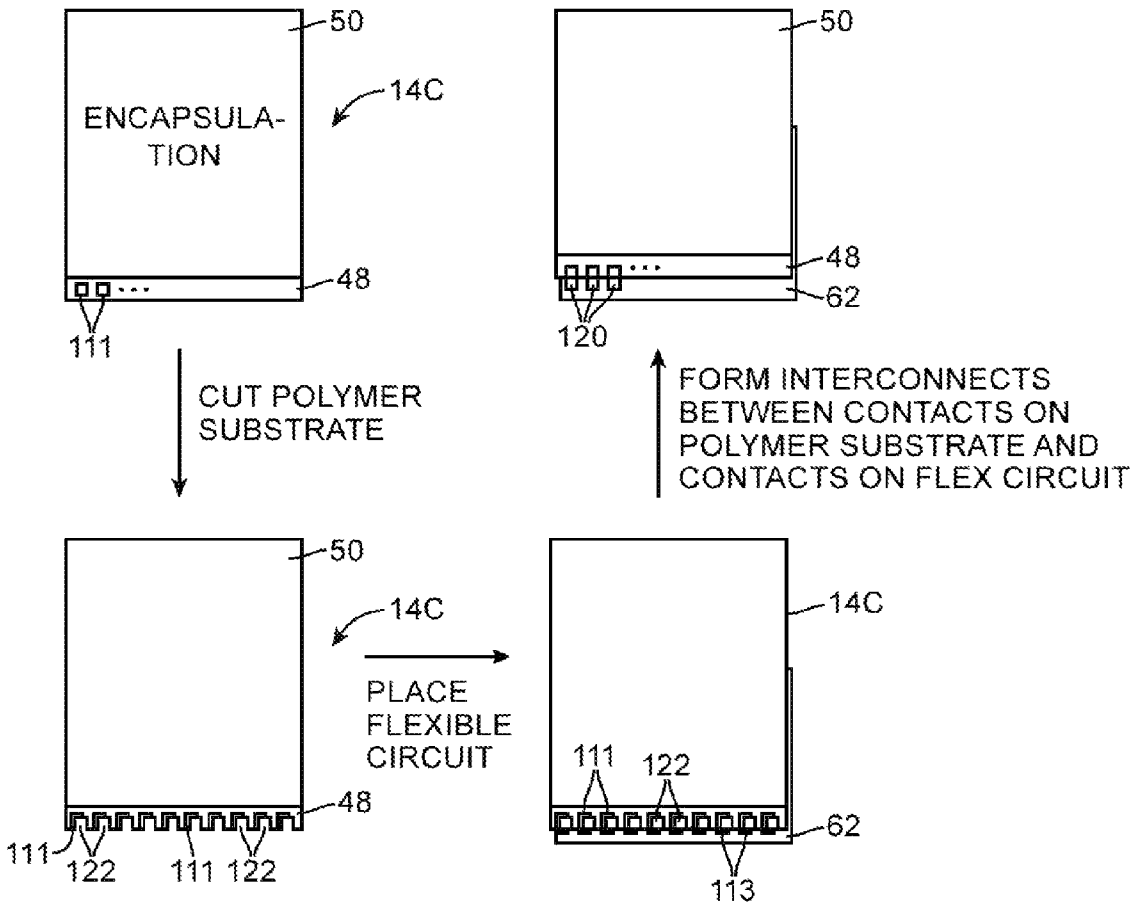 50
14C
ENCAPSULA-
TION
48
111
CUT POLYMER
SUBSTRATE
50
14C
48
111
122
111
122
PLACE
FLEXIBLE
CIRCUIT
14C
111
122
62
113
FORM INTERCONNECTS
BETWEEN CONTACTS ON
POLYMER SUBSTRATE AND
CONTACTS ON FLEX CIRCUIT
50
48
62
120